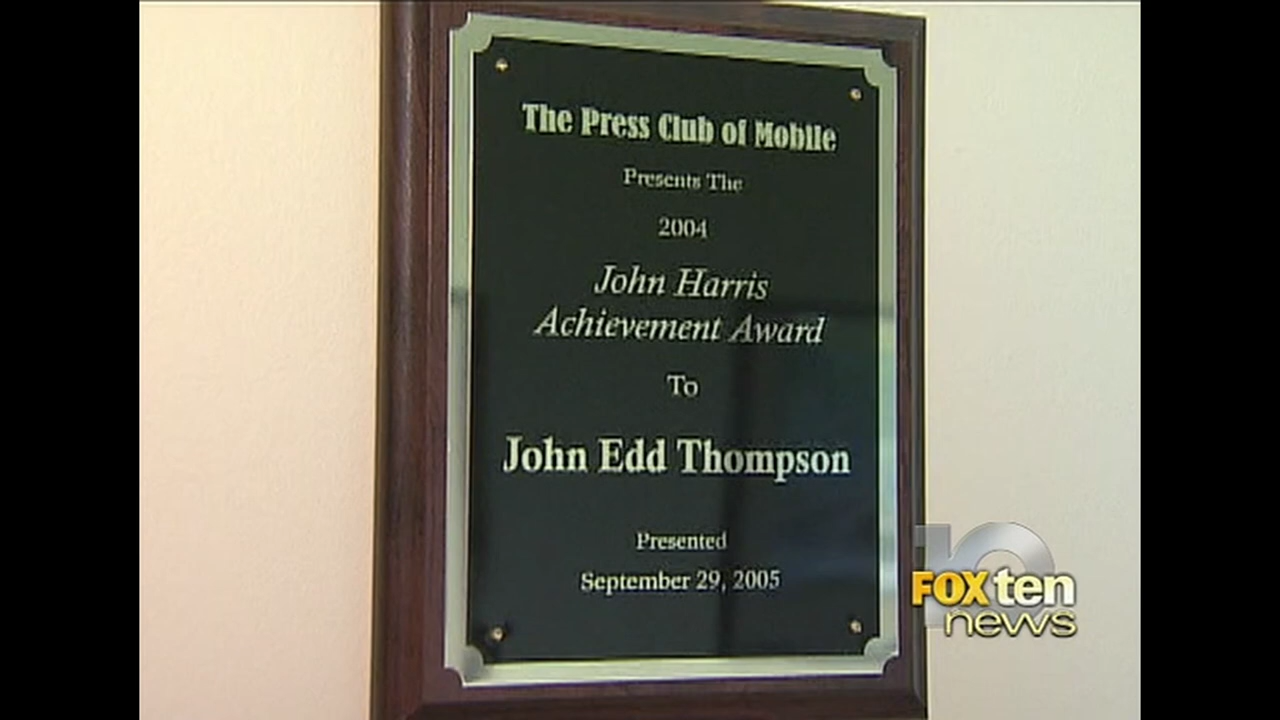 The Press Club of Mobile
Presents The
2004
John Harris
Achievement Award
To
John Edd Thompson
Presented
September 29, 2005
10
FOX ten
news